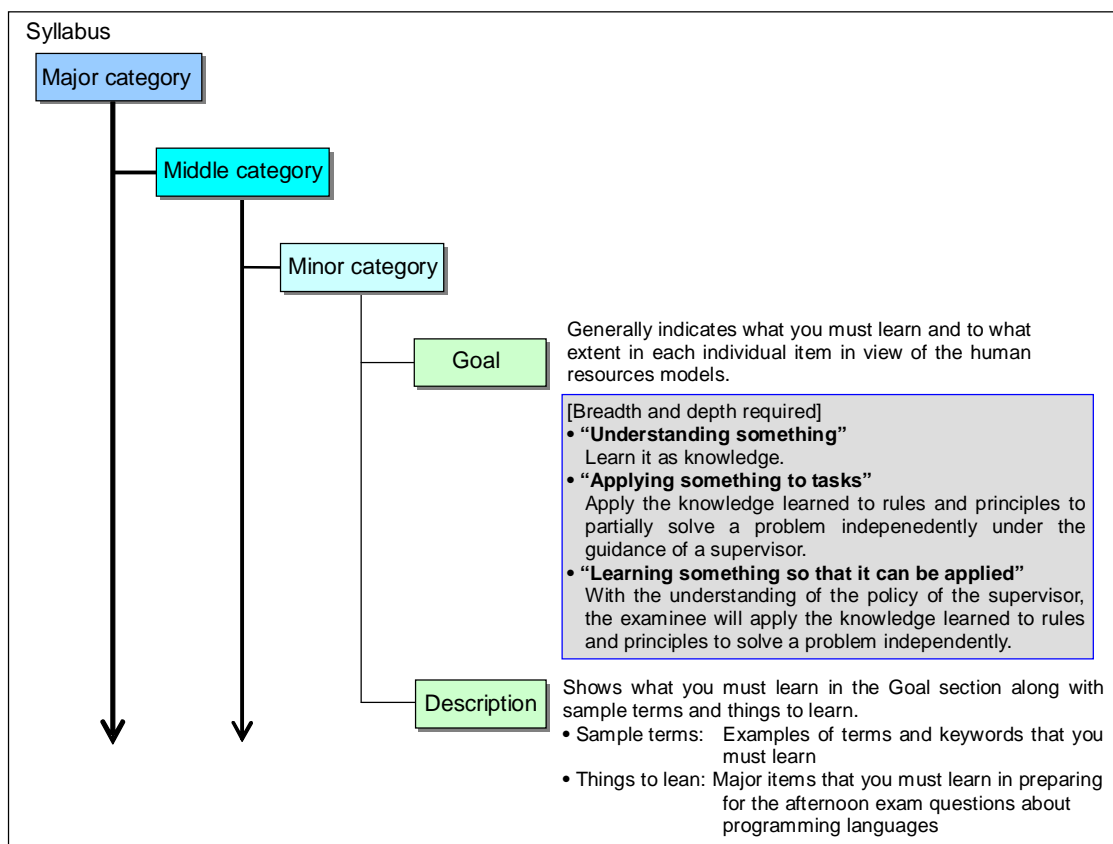 Syllabus
Major category
Middle category
Minor category
Goal
Generally indicates what you must learn and to what
extent in each individual item in view of the human
resources models.
[Breadth and depth required]
• “Understanding something”
Learn it as knowledge.
• “Applying something to tasks”
Apply the knowledge learned to rules and principles to
partially solve a problem indepenedently under the
guidance of a supervisor.
• “Learning something so that it can be applied”
With the understanding of the policy of the supervisor,
the examinee will apply the knowledge learned to rules
and principles to solve a problem independently.
Description
Shows what you must learn in the Goal section along with
sample terms and things to learn.
• Sample terms: Examples of terms and keywords that you
must learn
• Things to lean: Major items that you must learn in preparing
for the afternoon exam questions about
programming languages